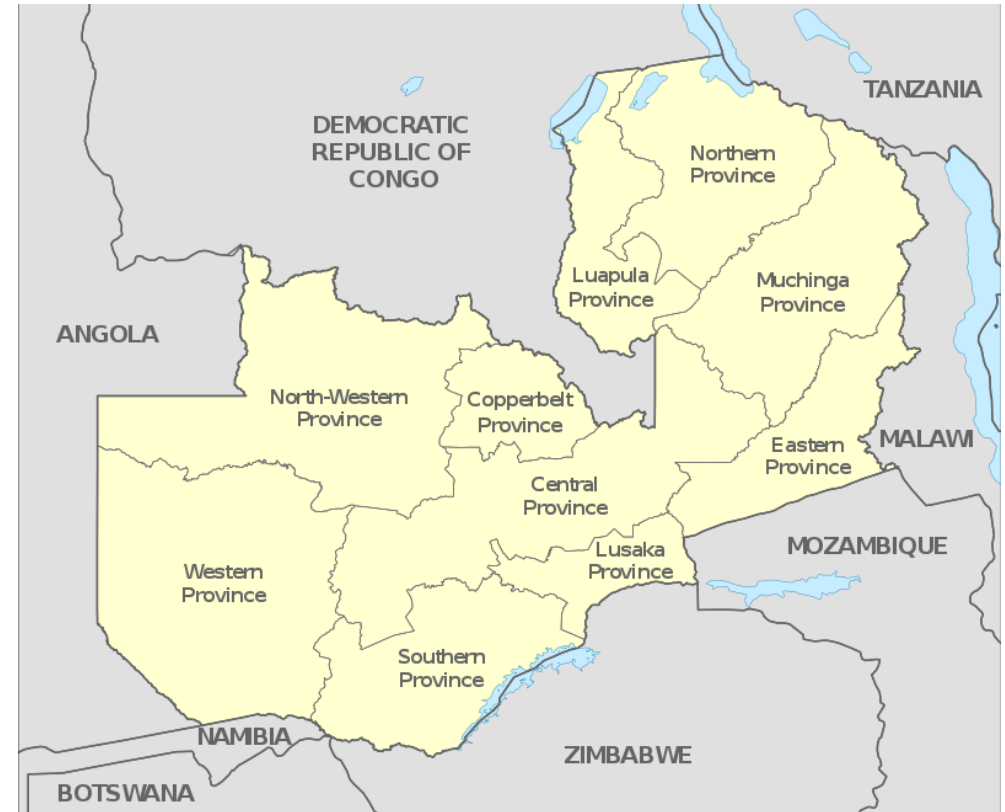 TANZANIA
DEMOCRATIC
REPUBLIC OF
CONGO
Northern
Province
Luapula
Province
Muchinga
Province
ANGOLA
North-Western
Province
Copperbelt
Province
Eastern
Province
MALAWI
Central
Province
Lusaka
Province
MOZAMBIQUE
Western
Province
Southern
Province
NAMIBIA
ZIMBABWE
BOTSWANA